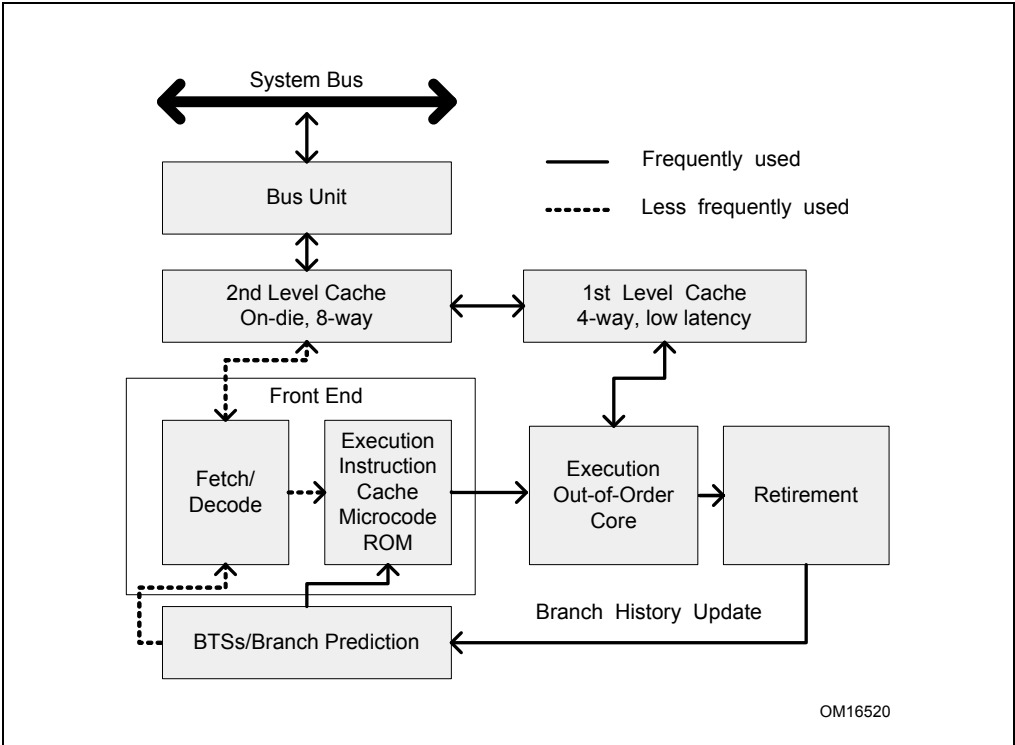 System Bus
Frequently used
Bus Unit
Less frequently used
2nd Level Cache
On-die, 8-way
1st Level Cache
4-way, low latency
Front End
Fetch/
Decode
Execution
Instruction
Cache
Microcode
ROM
Execution
Out-of-Order
Core
Retirement
Branch History Update
BTSs/Branch Prediction
OM16520